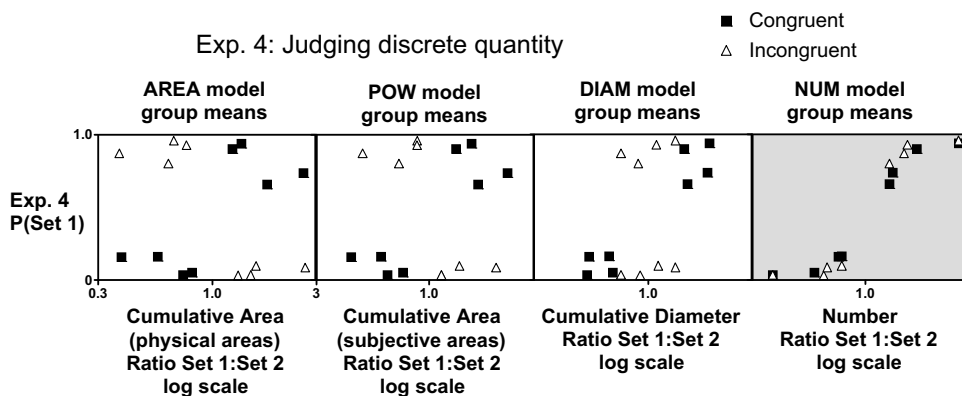 Exp. 4: Judging discrete quantity
Congruent
Incongruent
AREA model
group means
POW model
group means
DIAM model
group means
NUM model
group means
1.0
Exp. 4
P(Set 1)
0
0.3
1.0
3
1.0
1.0
1.0
Cumulative Area
(physical areas)
Ratio Set 1:Set 2
log scale
Cumulative Area
(subjective areas)
Ratio Set 1:Set 2
log scale
Cumulative Diameter
Ratio Set 1:Set 2
log scale
Number
Ratio Set 1:Set 2
log scale